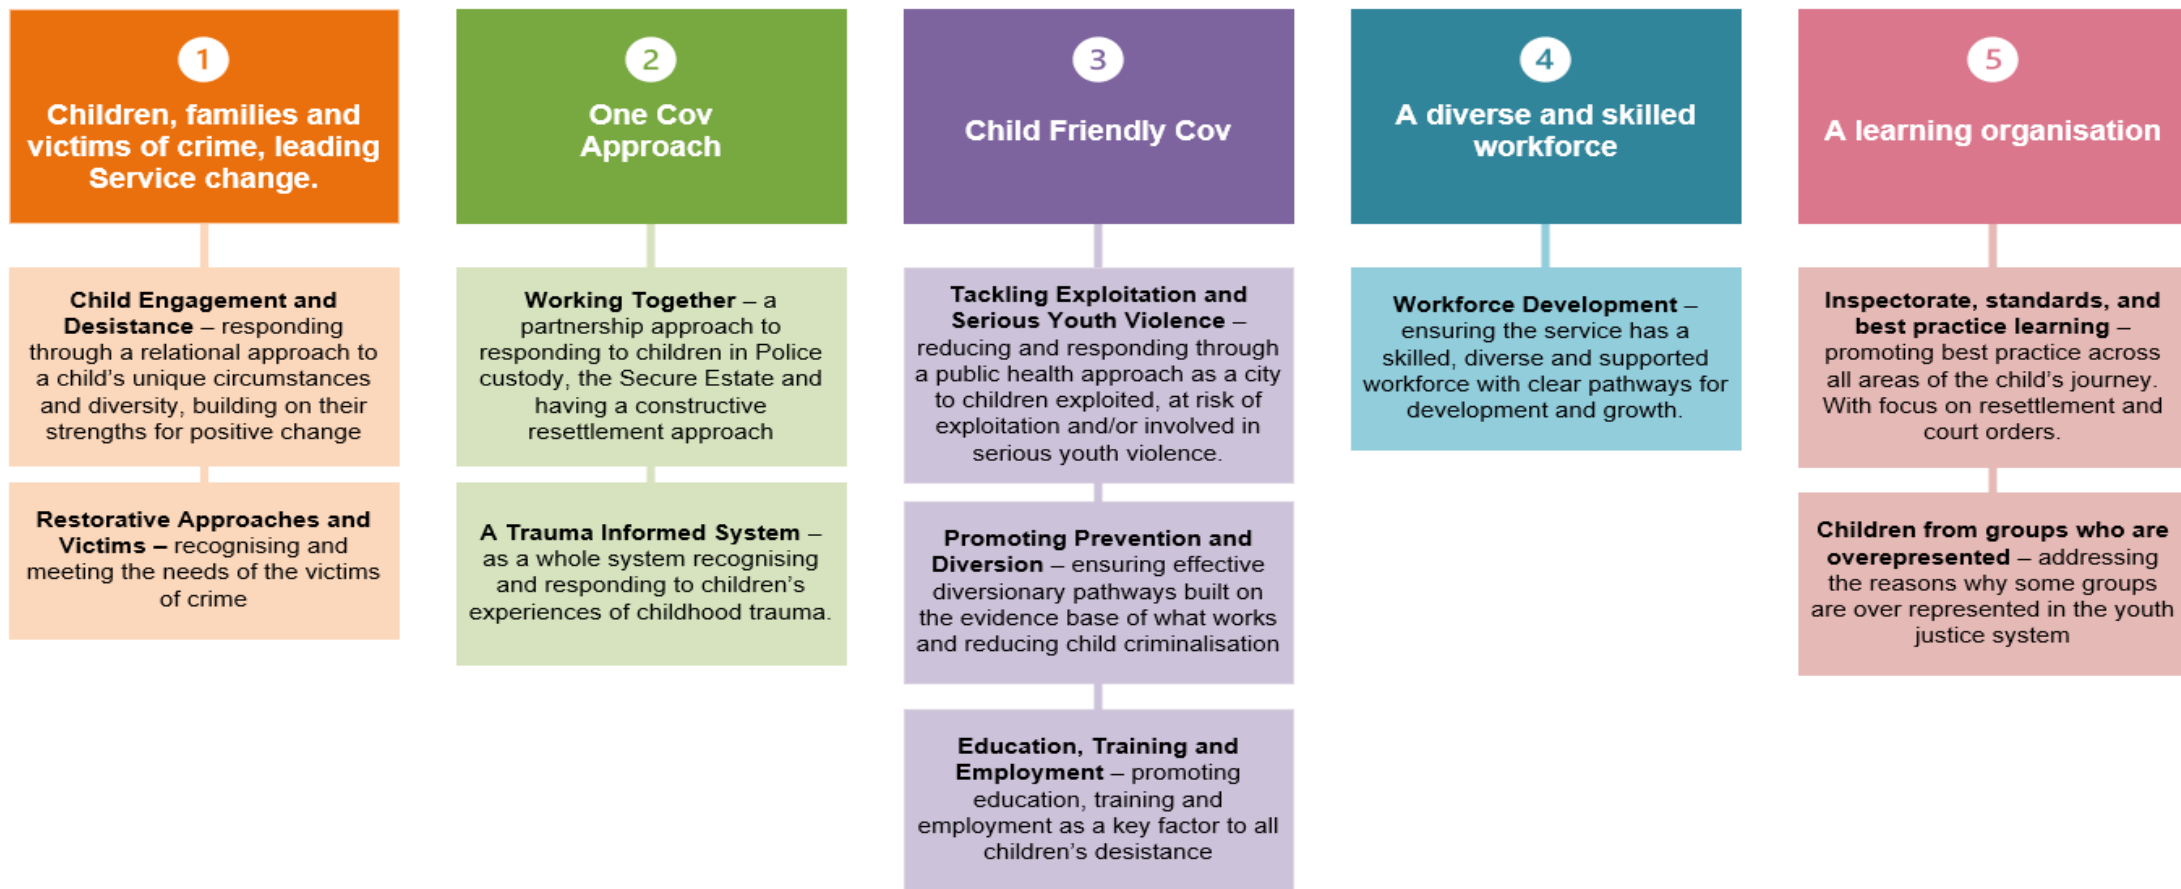 1
Children, families and
victims of crime, leading
Service change.
Child Engagement and
Desistance – responding
through a relational approach to
a child's unique circumstances
and diversity, building on their
strengths for positive change
Restorative Approaches and
Victims – recognising and
meeting the needs of the victims
of crime
2
One Cov
Approach
Working Together – a
partnership approach to
responding to children in Police
custody, the Secure Estate and
having a constructive
resettlement approach
A Trauma Informed System –
as a whole system recognising
and responding to children's
experiences of childhood trauma.
3
Child Friendly Cov
Tackling Exploitation and
Serious Youth Violence –
reducing and responding through
a public health approach as a city
to children exploited, at risk of
exploitation and/or involved in
serious youth violence.
Promoting Prevention and
Diversion – ensuring effective
diversionary pathways built on
the evidence base of what works
and reducing child criminalisation
Education, Training and
Employment – promoting
education, training and
employment as a key factor to all
children's desistance
4
A diverse and skilled
workforce
Workforce Development –
ensuring the service has a
skilled, diverse and supported
workforce with clear pathways for
development and growth.
5
A learning organisation
Inspectorate, standards, and
best practice learning –
promoting best practice across
all areas of the child's journey.
With focus on resettlement and
court orders.
Children from groups who are
overrepresented – addressing
the reasons why some groups
are over represented in the youth
justice system